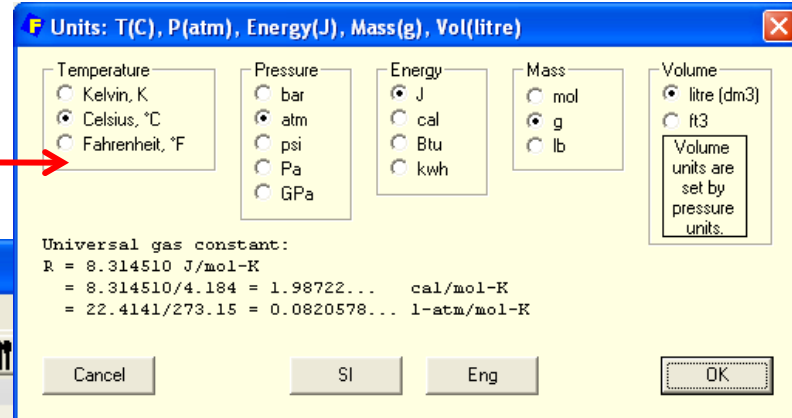 F Units: T(C), P(atm), Energy(J), Mass(g), Vol(litre)
Temperature
Kelvin, K
Celsius, °C
Fahrenheit, °F
Pressure
bar
atm
psi
Pa
GPa
Energy
J
cal
Btu
kwh
Mass
mol
g
lb
Volume
litre (dm3)
ft3
Volume
units are
set by
pressure
units.
Universal gas constant:
R = 8.314510 J/mol-K
= 8.314510/4.184 = 1.98722... cal/mol-K
= 22.4141/273.15 = 0.0820578... l-atm/mol-K
Cancel
SI
Eng
OK